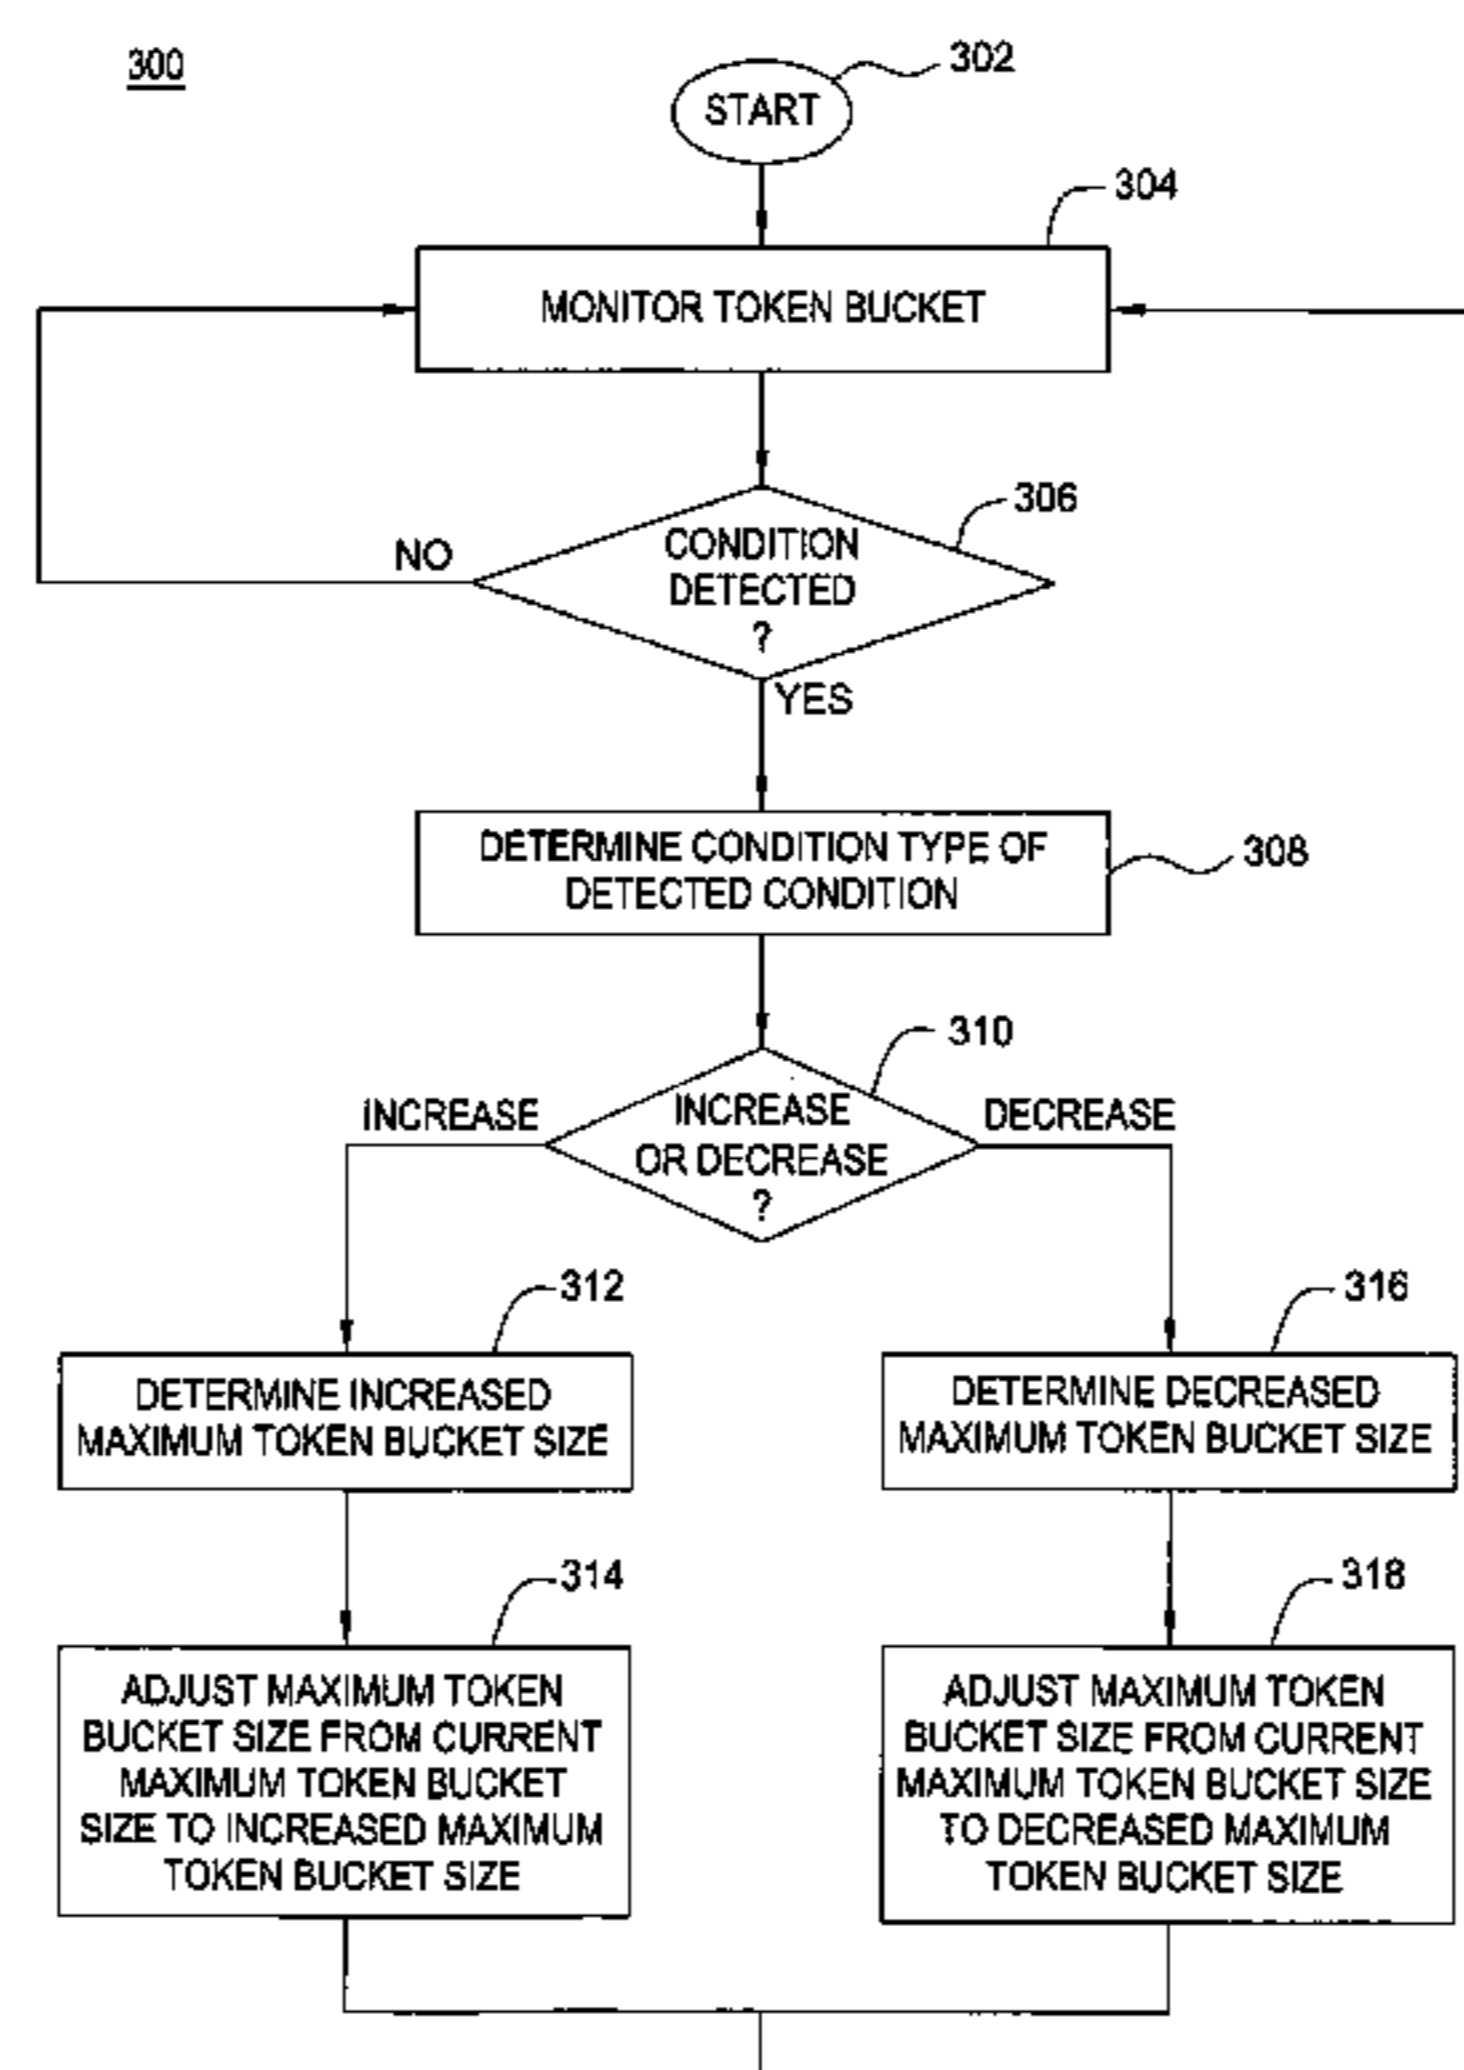 300
302
START
304
MONITOR TOKEN BUCKET
306
CONDITION
DETECTED
?
NO
YES
308
DETERMINE CONDITION TYPE OF
DETECTED CONDITION
310
INCREASE
INCREASE
OR DECREASE
?
DECREASE
312
DETERMINE INCREASED
MAXIMUM TOKEN BUCKET SIZE
316
DETERMINE DECREASED
MAXIMUM TOKEN BUCKET SIZE
314
ADJUST MAXIMUM TOKEN
BUCKET SIZE FROM CURRENT
MAXIMUM TOKEN BUCKET
SIZE TO INCREASED MAXIMUM
TOKEN BUCKET SIZE
318
ADJUST MAXIMUM TOKEN
BUCKET SIZE FROM CURRENT
MAXIMUM TOKEN BUCKET SIZE
TO DECREASED MAXIMUM
TOKEN BUCKET SIZE